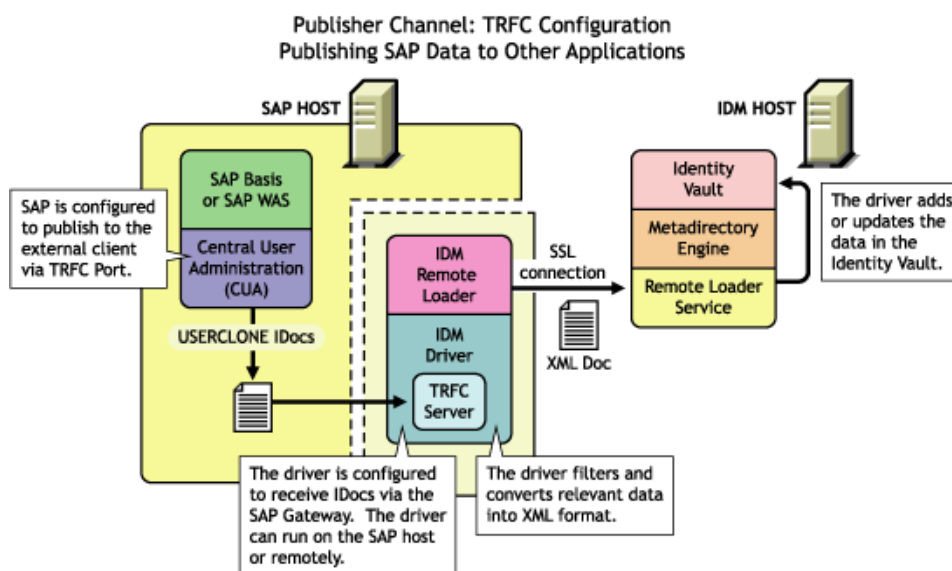 Publisher Channel: TRFC Configuration
Publishing SAP Data to Other Applications
SAP HOST
IDM HOST
SAP Basis
or SAP WAS
Central User
Administration
(CUA)
SAP is configured
to publish to the
external client
via TRFC Port.
USERCLONE IDocs
IDM
Remote
Loader
IDM
Driver
TRFC
Server
SSL
connection
XML Doc
Identity
Vault
Metadirectory
Engine
Remote Loader
Service
The driver adds
or updates the
data in the
Identity Vault.
The driver is configured
to receive IDocs via the
SAP Gateway. The driver
can run on the SAP host
or remotely.
The driver filters and
converts relevant data
into XML format.